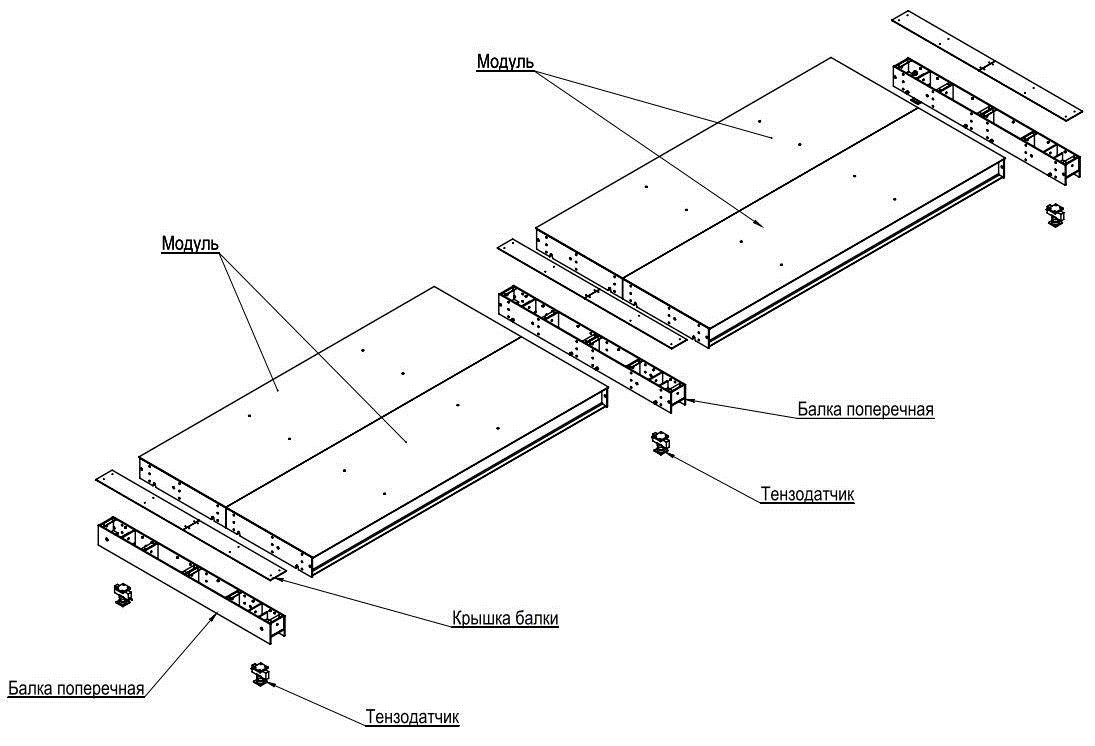 Модуль
Модуль
Балка поперечная
Тензодатчик
Крышка балки
Балка поперечная
Тензодатчик